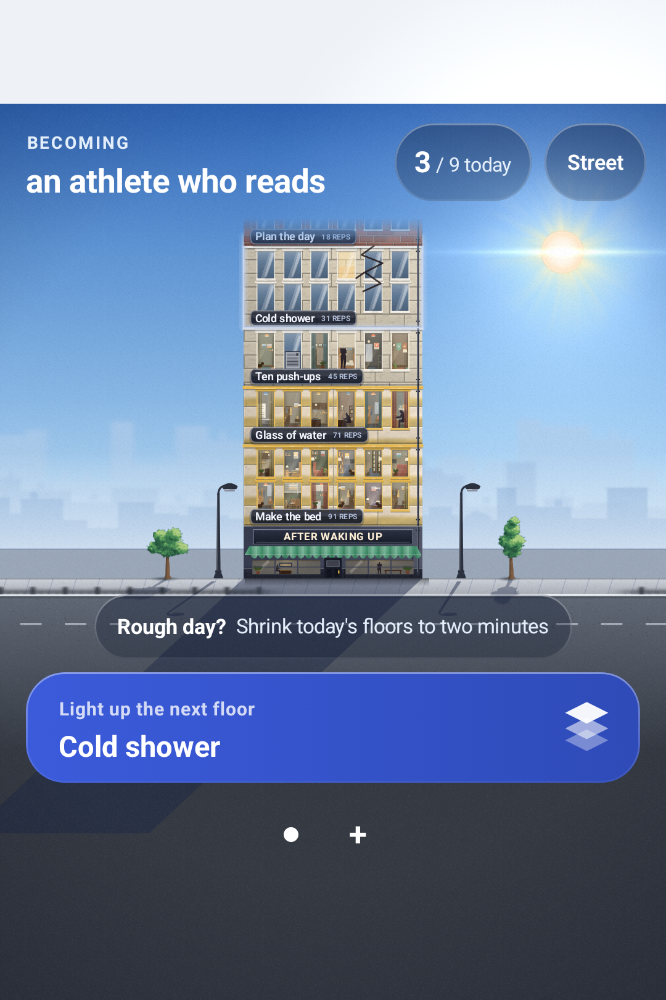 BECOMING
an athlete who reads
3 / 9 today
Street
Plan the day 18 REPS
Cold shower 31 REPS
Ten push-ups 45 REPS
Glass of water 71 REPS
Make the bed 91 REPS
AFTER WAKING UP
Rough day? Shrink today's floors to two minutes
Light up the next floor
Cold shower